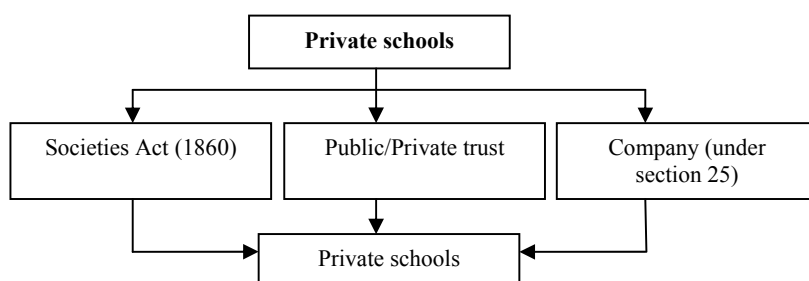 Private schools
Societies Act (1860)
Public/Private trust
Company (under
section 25)
Private schools